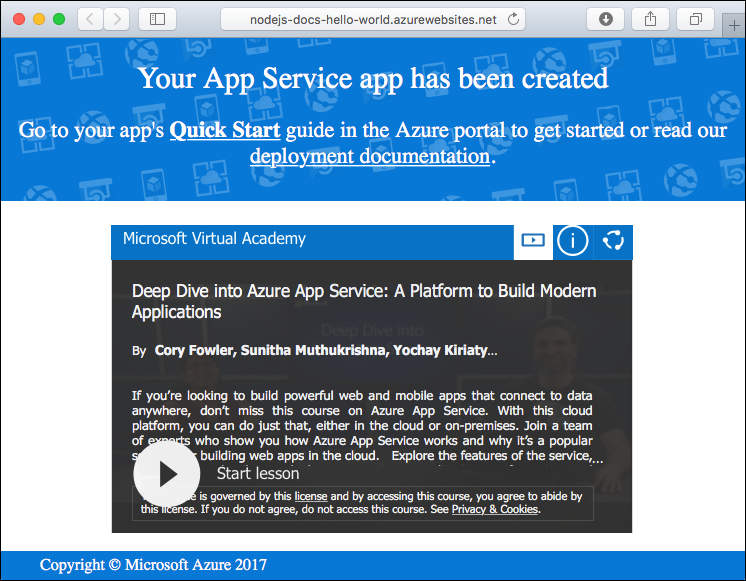 nodejs-docs-hello-world.azurewebsites.net
Your App Service app has been created
Go to your app's Quick Start guide in the Azure portal to get started or read our
deployment documentation.
Microsoft Virtual Academy
Deep Dive into Azure App Service: A Platform to Build Modern
Applications
Deep Dive into
By Cory Fowler, Sunitha Muthukrishna, Yochay Kiriaty...
If you're looking to build powerful web and mobile apps that connect to data
anywhere, don't miss this course on Azure App Service. With this cloud
platform, you can do just that, either in the cloud or on-premises. Join a team
of experts who show you how Azure App Service works and why it's a popular
building web apps in the cloud. Explore the features of the service,...
Start lesson
is governed by this license and by accessing this course, you agree to abide by
this license. If you do not agree, do not access this course. See Privacy & Cookies.
Copyright © Microsoft Azure 2017